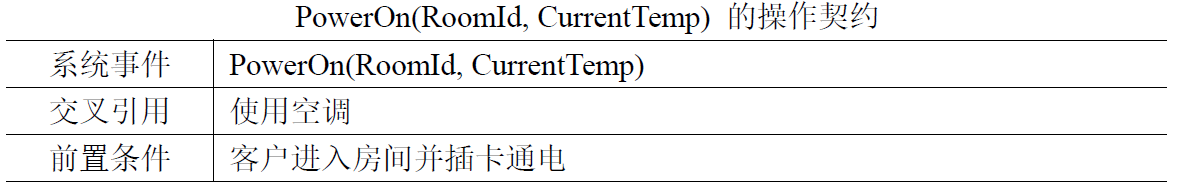 PowerOn(RoomId, CurrentTemp) 的操作契约
系统事件 PowerOn(RoomId, CurrentTemp)
交叉引用 使用空调
前置条件 客户进入房间并插卡通电